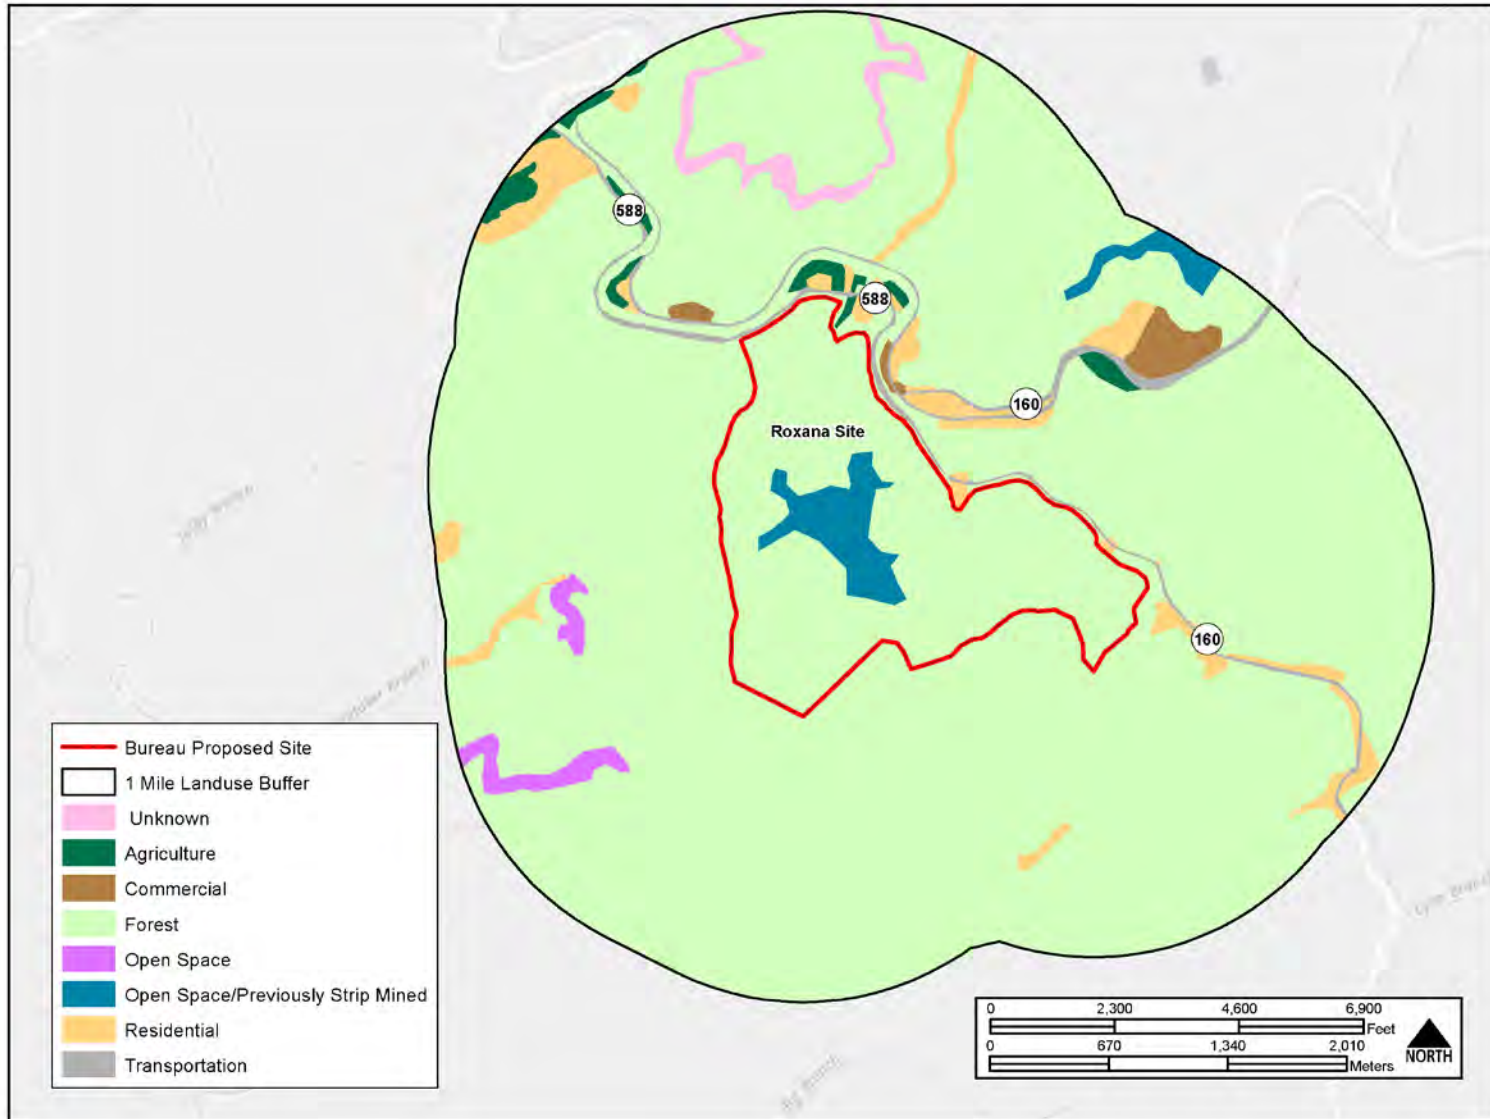 588
588
160
Roxana Site
160
Branch
Branch
Bureau Proposed Site
1 Mile Landuse Buffer
Unknown
Agriculture
Commercial
Forest
Open Space
Open Space/Previously Strip Mined
Residential
Transportation
0 2,300 4,600 6,900
Feet
0 670 1,340 2,010
Meters
NORTH